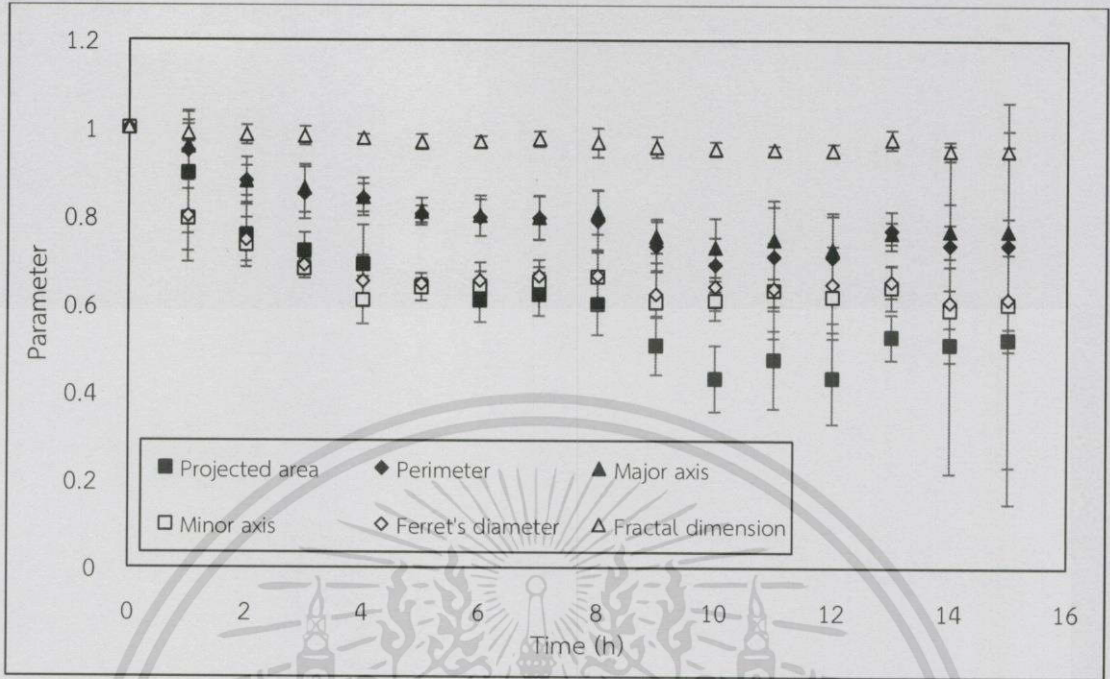 1.2
1
0.8
0.6
0.4
0.2
0
Parameter
Projected area Perimeter Major axis
Minor axis Ferret's diameter Fractal dimension
0 2 4 6 8 10 12 14 16
Time (h)